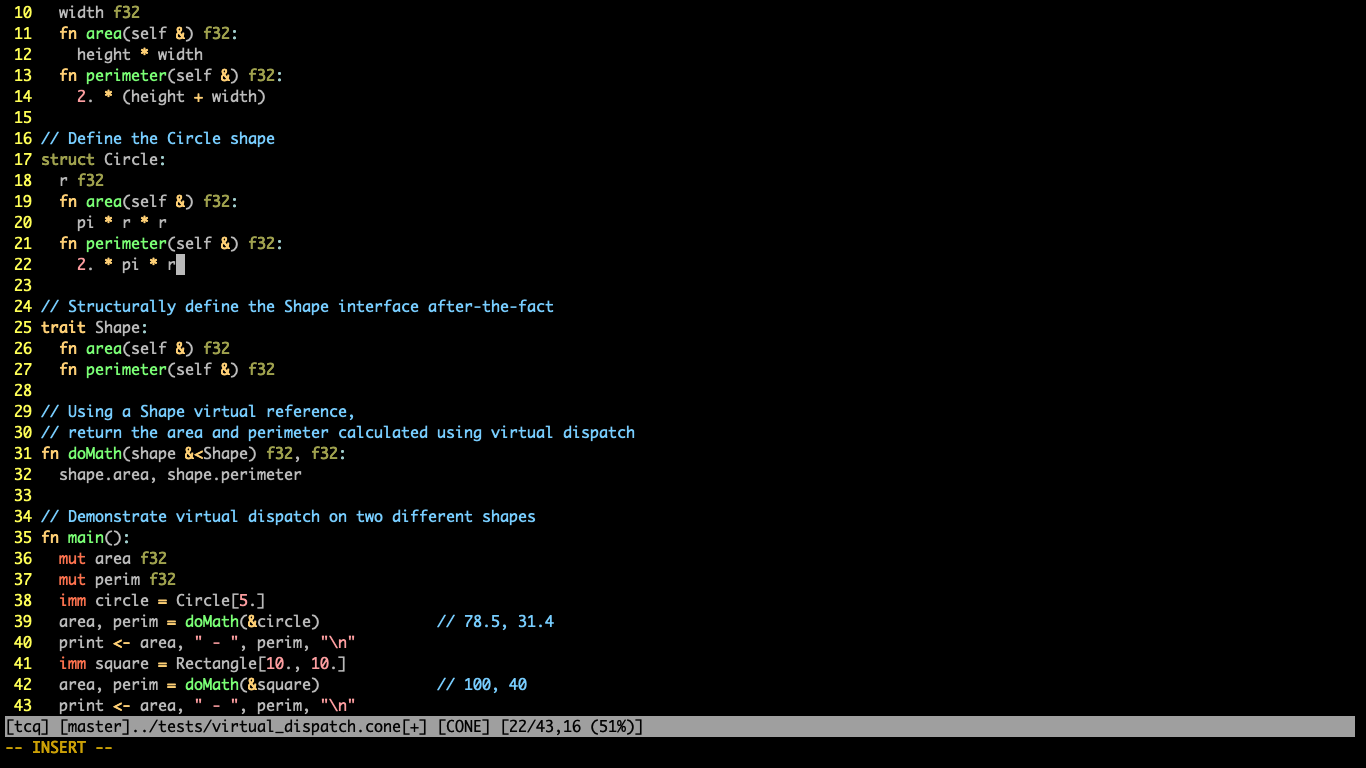 10   width f32
11   fn area(self &) f32:
12     height * width
13   fn perimeter(self &) f32:
14     2. * (height + width)
15
16 // Define the Circle shape
17 struct Circle:
18   r f32
19   fn area(self &) f32:
20     pi * r * r
21   fn perimeter(self &) f32:
22     2. * pi * r
23
24 // Structurally define the Shape interface after-the-fact
25 trait Shape:
26   fn area(self &) f32
27   fn perimeter(self &) f32
28
29 // Using a Shape virtual reference,
30 // return the area and perimeter calculated using virtual dispatch
31 fn doMath(shape &<Shape) f32, f32:
32   shape.area, shape.perimeter
33
34 // Demonstrate virtual dispatch on two different shapes
35 fn main():
36   mut area f32
37   mut perim f32
38   imm circle = Circle[5.]
39   area, perim = doMath(&circle)             // 78.5, 31.4
40   print <- area, " - ", perim, "\n"
41   imm square = Rectangle[10., 10.]
42   area, perim = doMath(&square)             // 100, 40
43   print <- area, " - ", perim, "\n"
[tcq] [master]../tests/virtual_dispatch.cone[+] [CONE] [22/43,16 (51%)]
-- INSERT --